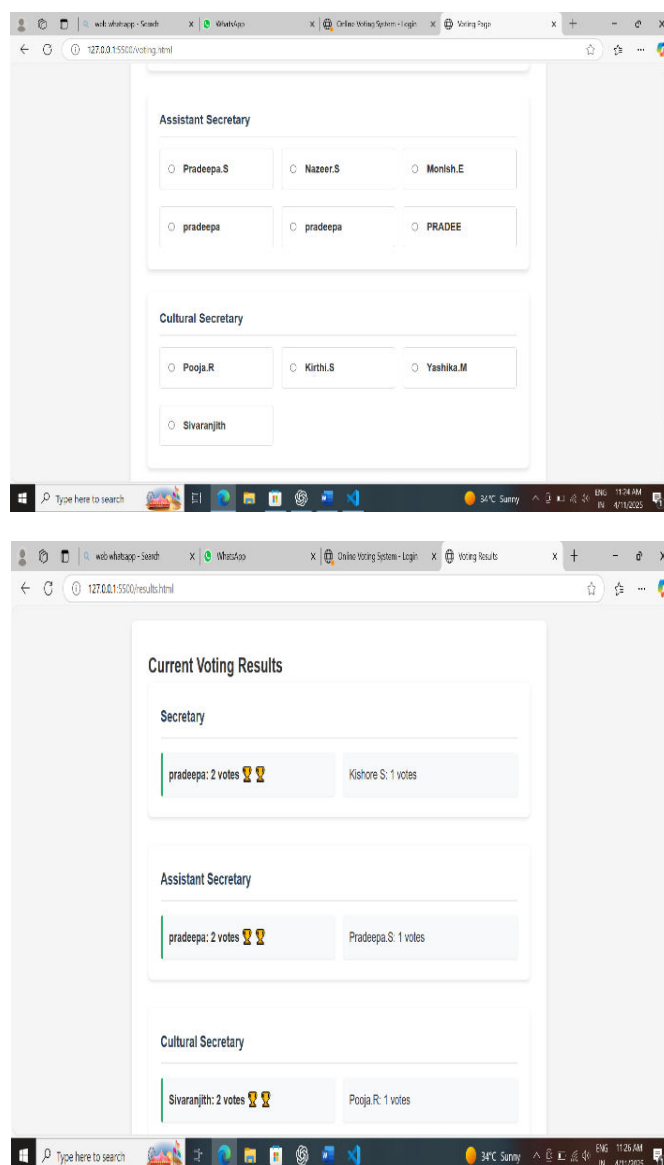 web whatsapp - Search
WhatsApp
Online Voting System - Login
Voting Page
127.0.0.1:5500/voting.html
Assistant Secretary
Pradeepa.S Nazeer.S Monish.E
pradeepa pradeepa PRADEE
Cultural Secretary
Pooja.R Kirthi.S Yashika.M
Sivaranjith
Type here to search
34°C Sunny
ENG 11:24 AM
IN 4/11/2025
web whatsapp - Search
WhatsApp
Online Voting System - Login
Voting Results
127.0.0.1:5500/results.html
Current Voting Results
Secretary
pradeepa: 2 votes 🏆 🏆 Kishore S: 1 votes
Assistant Secretary
pradeepa: 2 votes 🏆 🏆 Pradeepa.S: 1 votes
Cultural Secretary
Sivaranjith: 2 votes 🏆 🏆 Pooja.R: 1 votes
Type here to search
34°C Sunny
ENG 11:26 AM
IN 4/11/2025